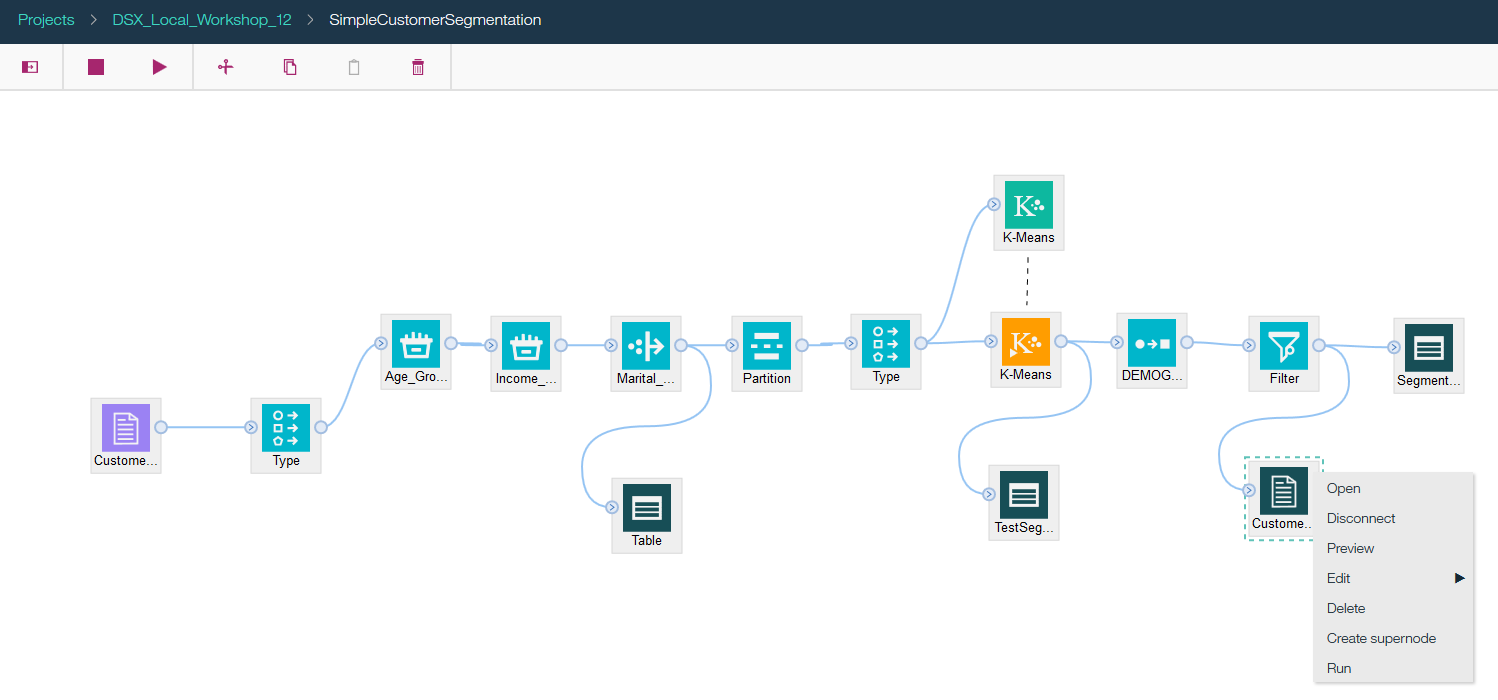 Projects > DSX_Local_Workshop_12 > SimpleCustomerSegmentation
K-Means
Age_Gro...
Income_...
Marital_...
Partition
Type
K-Means
DEMOG...
Filter
Segment...
Custome...
Type
Table
TestSeg...
Custome...
Open
Disconnect
Preview
Edit
Delete
Create supernode
Run